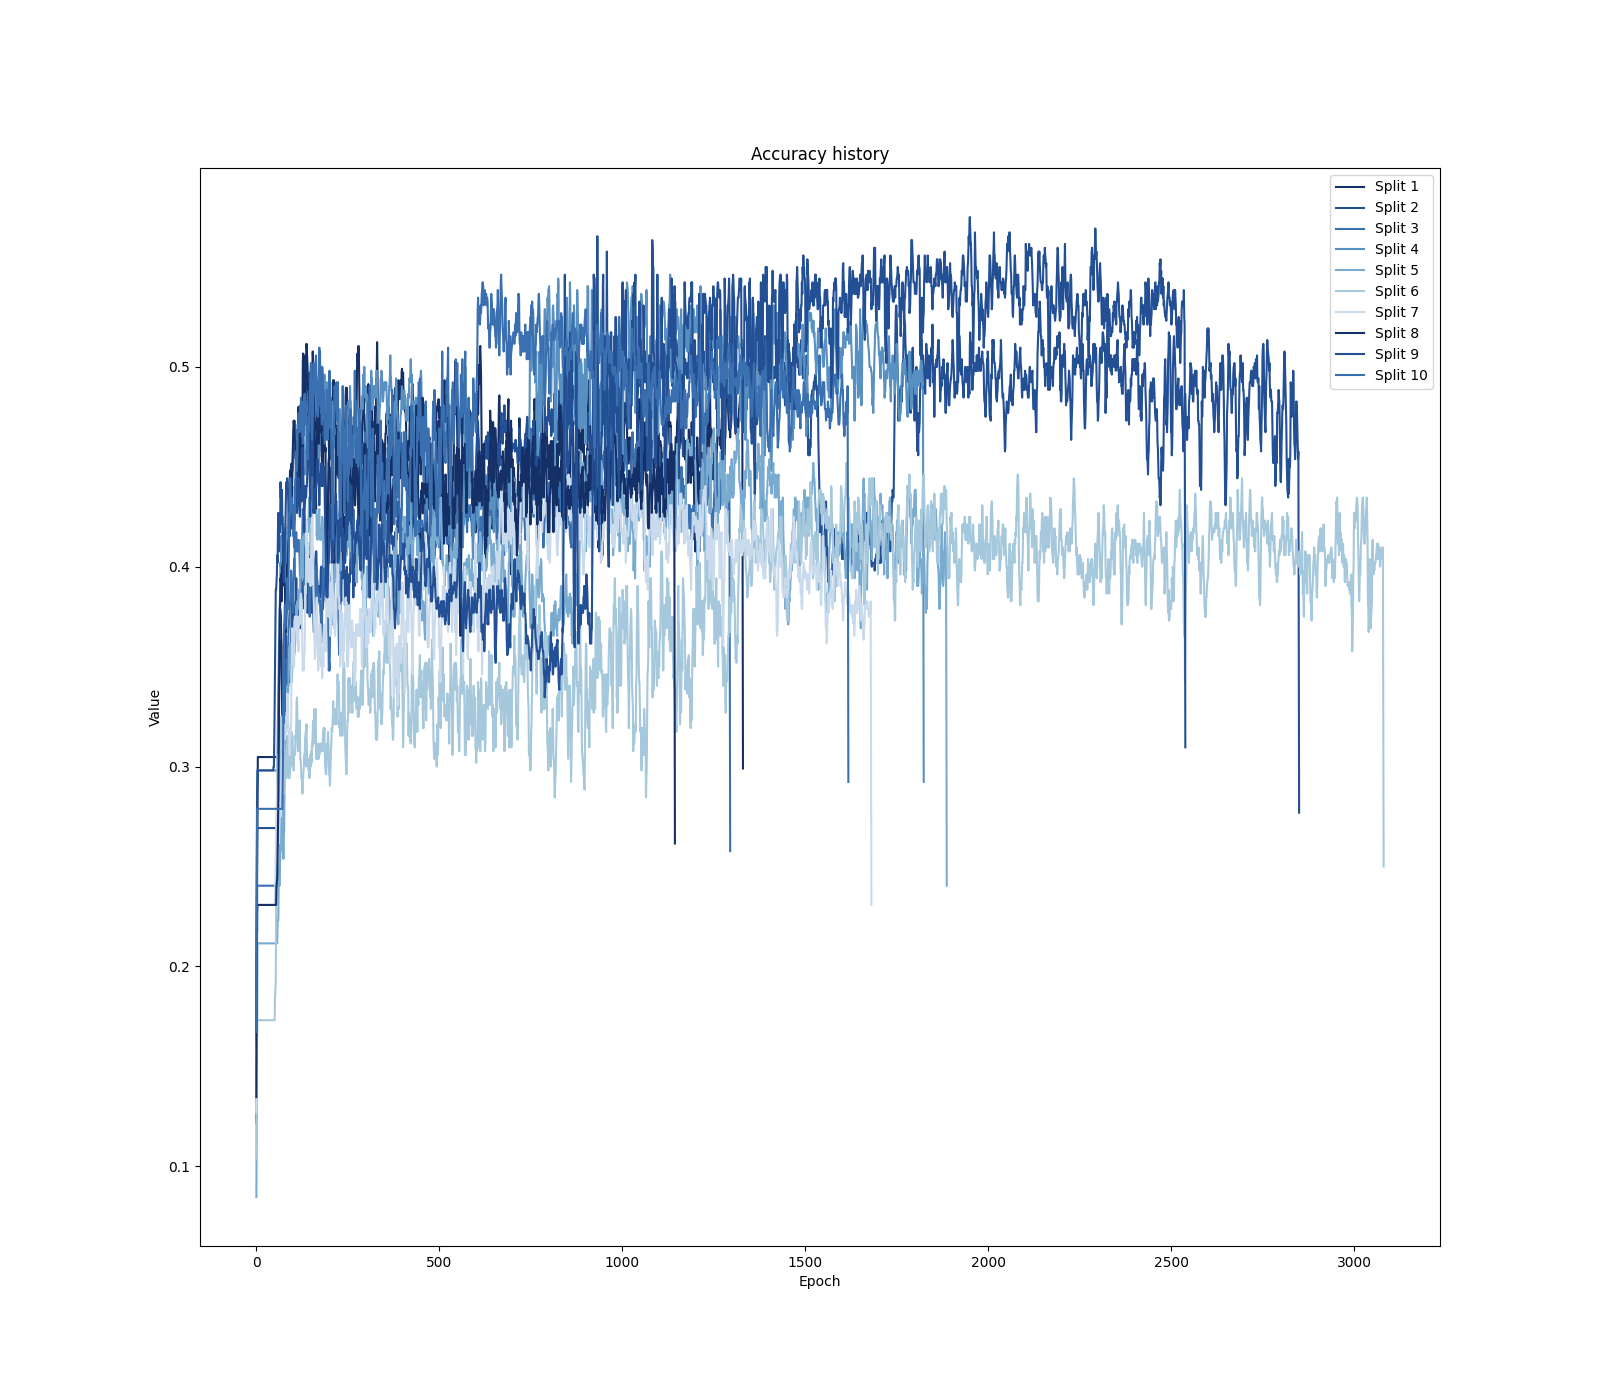 Accuracy history
Split 1
Split 2
Split 3
Split 4
Split 5
Split 6
Split 7
Split 8
Split 9
Split 10
Value
0.5
0.4
0.3
0.2
0.1
0
500
1000
1500
2000
2500
3000
Epoch